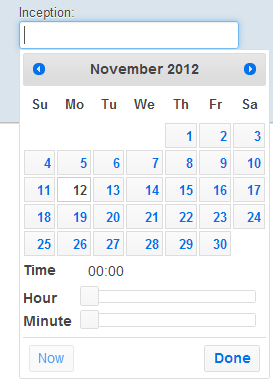 Inception:
November 2012
Su Mo Tu We Th Fr Sa
1 2 3
4 5 6 7 8 9 10
11 12 13 14 15 16 17
18 19 20 21 22 23 24
25 26 27 28 29 30
Time 00:00
Hour
Minute
Now Done